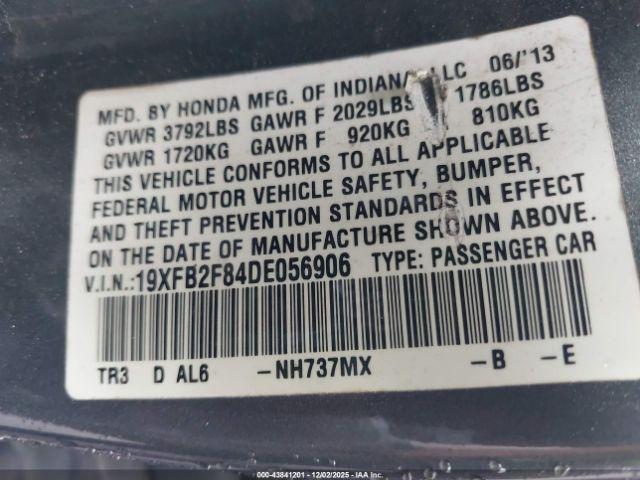 MFD. BY HONDA MFG. OF INDIANA LLC 06/'13
GVWR 3792LBS GAWR F 2029LBS 1786LBS
GVWR 1720KG GAWR F 920KG 810KG
THIS VEHICLE CONFORMS TO ALL APPLICABLE
FEDERAL MOTOR VEHICLE SAFETY, BUMPER,
AND THEFT PREVENTION STANDARDS IN EFFECT
ON THE DATE OF MANUFACTURE SHOWN ABOVE.
V.I.N.:19XFB2F84DE056906 TYPE: PASSENGER CAR
TR3 D AL6 -NH737MX -B -E
000-43841201 - 12/02/2025 - IAA